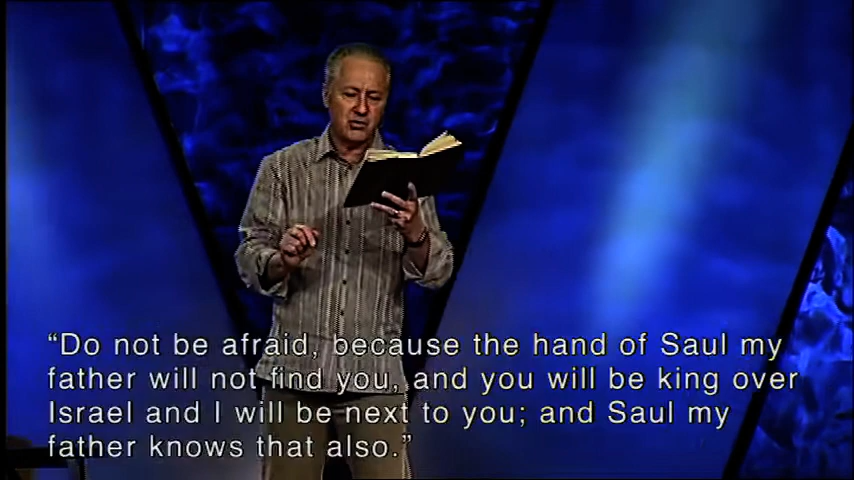 “Do not be afraid, because the hand of Saul my
father will not find you, and you will be king over
Israel and I will be next to you; and Saul my
father knows that also.”